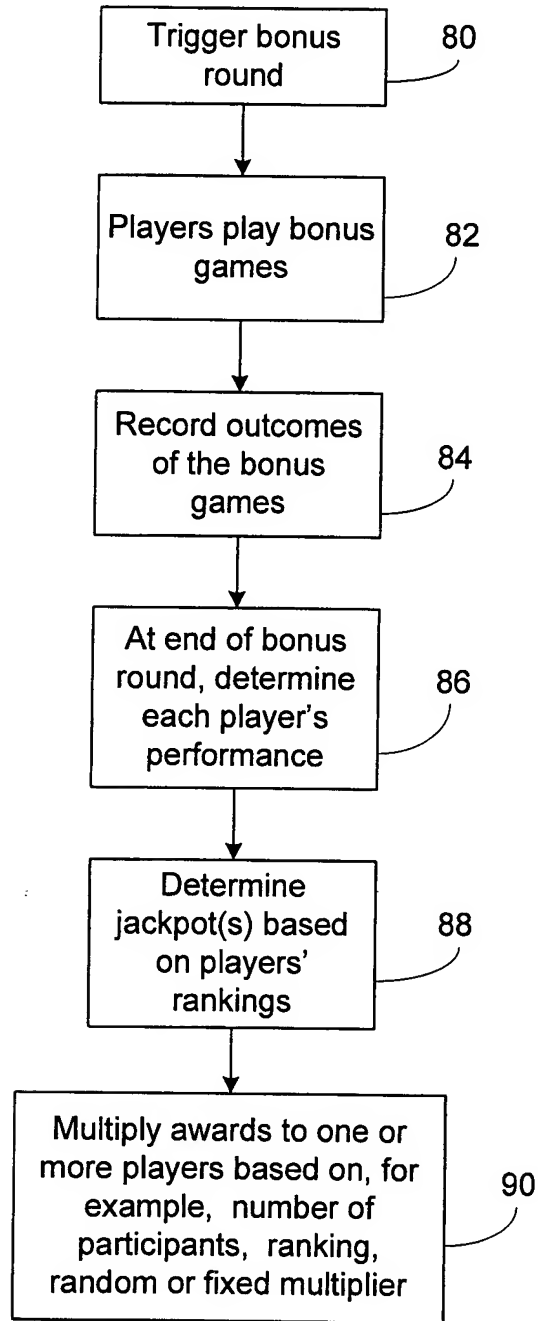 Trigger bonus
round
80
Players play bonus
games
82
Record outcomes
of the bonus
games
84
At end of bonus
round, determine
each player's
performance
86
Determine
jackpot(s) based
on players'
rankings
88
Multiply awards to one or
more players based on, for
example, number of
participants, ranking,
random or fixed multiplier
90